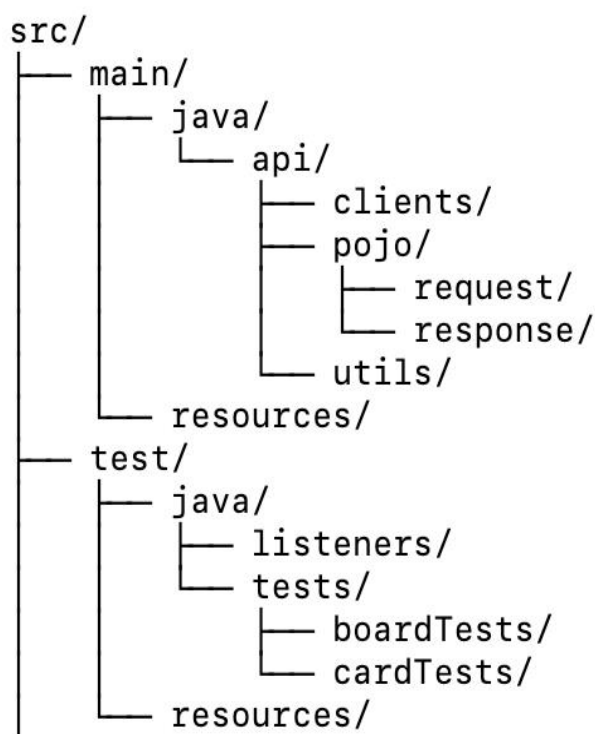 src/
├── main/
│   ├── java/
│   │   └── api/
│   │       ├── clients/
│   │       ├── pojo/
│   │       │   ├── request/
│   │       │   └── response/
│   │       └── utils/
│   └── resources/
├── test/
│   ├── java/
│   │   ├── listeners/
│   │   └── tests/
│   │       ├── boardTests/
│   │       └── cardTests/
│   └── resources/